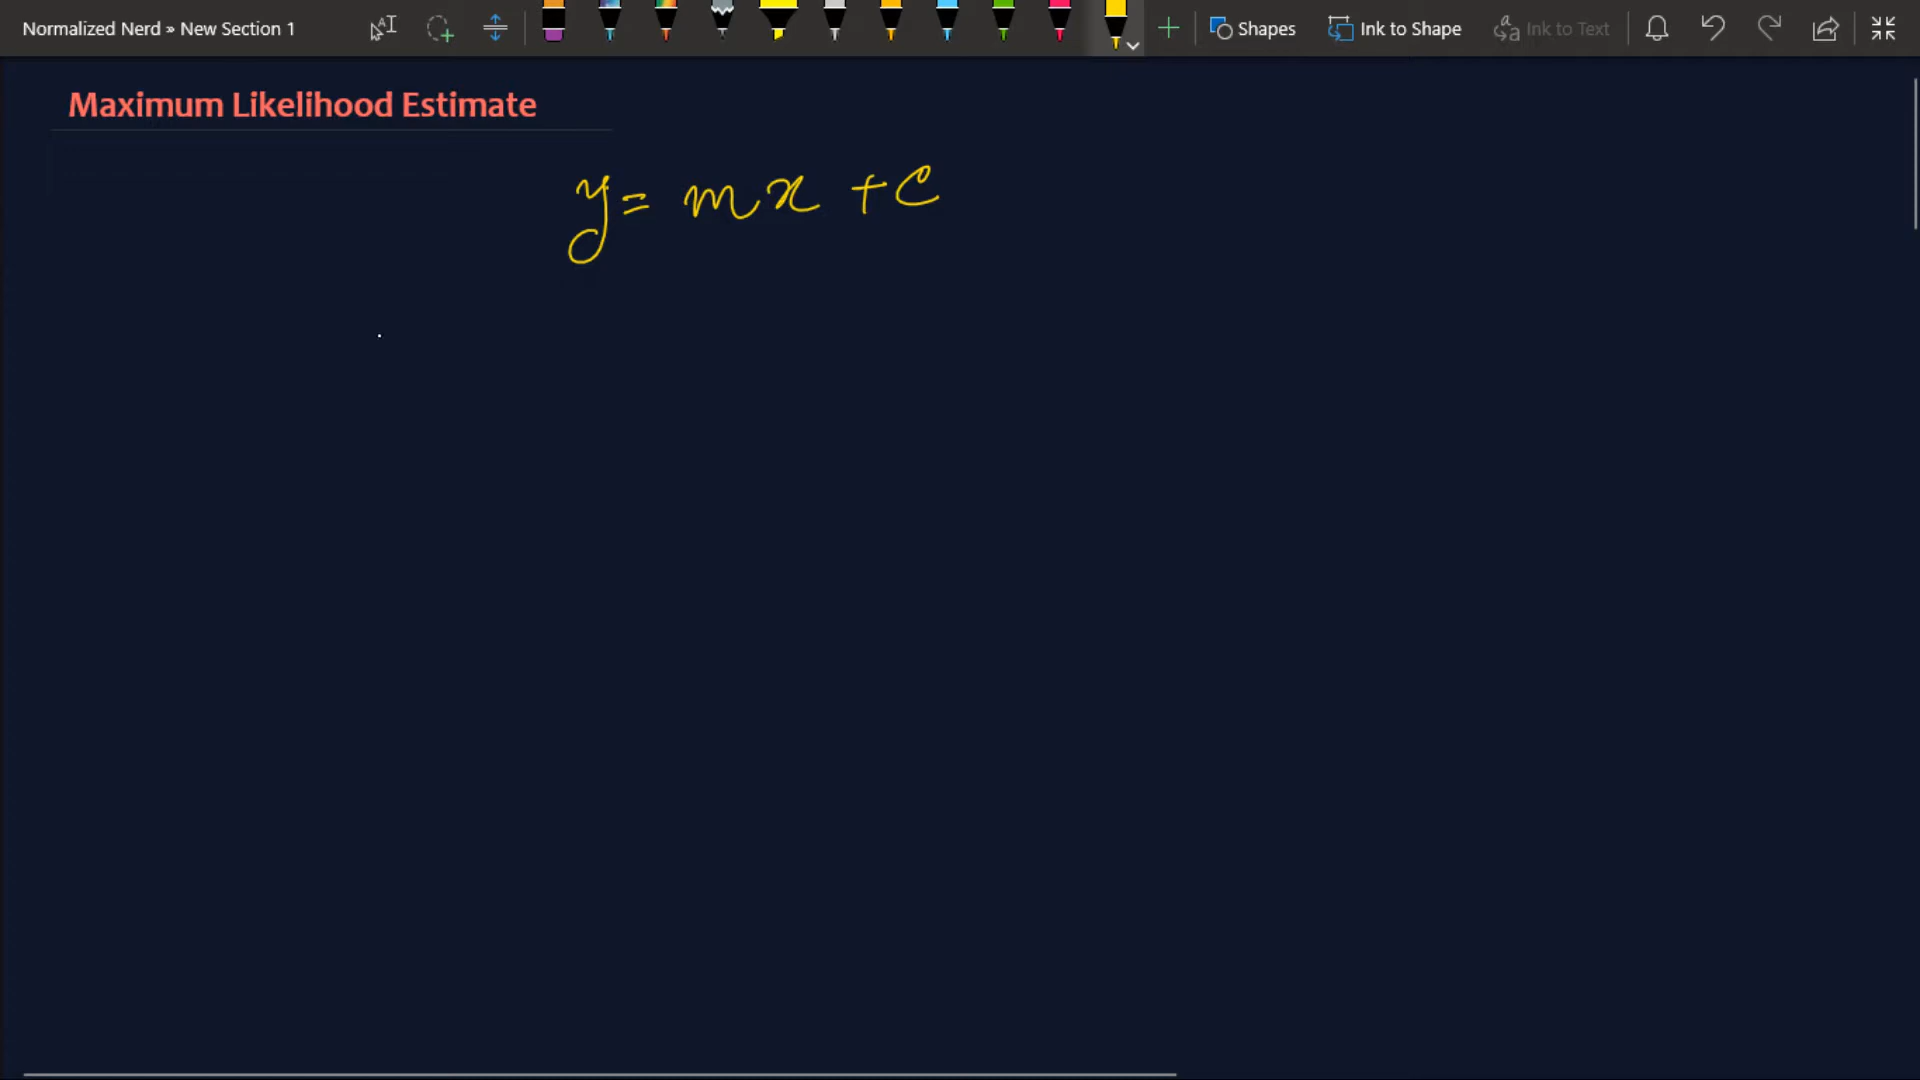 Normalized Nerd » New Section 1 Shapes Ink to Shape Ink to Text
Maximum Likelihood Estimate
y = mx + c